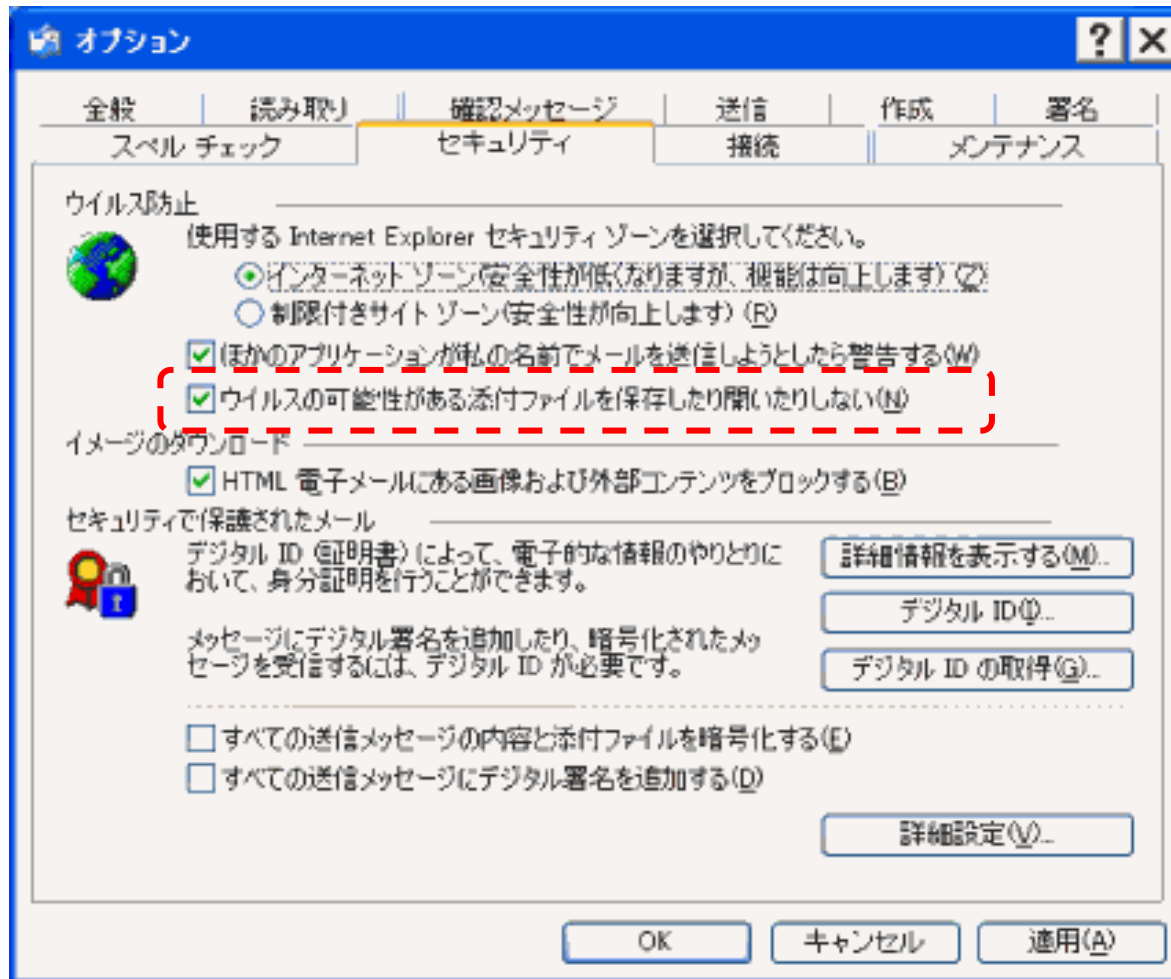 オプション
全般 読み取り 確認メッセージ 送信 作成 署名
スペル チェック セキュリティ 接続 メンテナンス
ウイルス防止
使用する Internet Explorer セキュリティ ゾーンを選択してください。
インターネット ゾーン(安全性が低くなりますが、機能は向上します) (Z)
制限付きサイト ゾーン(安全性が向上します) (R)
ほかのアプリケーションが私の名前でメールを送信しようとしたら警告する(W)
ウイルスの可能性がある添付ファイルを保存したり開いたりしない(N)
イメージのダウンロード
HTML 電子メールにある画像および外部コンテンツをブロックする(B)
セキュリティで保護されたメール
デジタル ID (証明書) によって、電子的な情報のやりとりに
おいて、身分証明を行うことができます。
詳細情報を表示する(M)...
デジタル ID(I)...
メッセージにデジタル署名を追加したり、暗号化されたメッ
セージを受信するには、デジタル ID が必要です。
デジタル ID の取得(G)...
すべての送信メッセージの内容と添付ファイルを暗号化する(E)
すべての送信メッセージにデジタル署名を追加する(D)
詳細設定(V)...
OK キャンセル 適用(A)